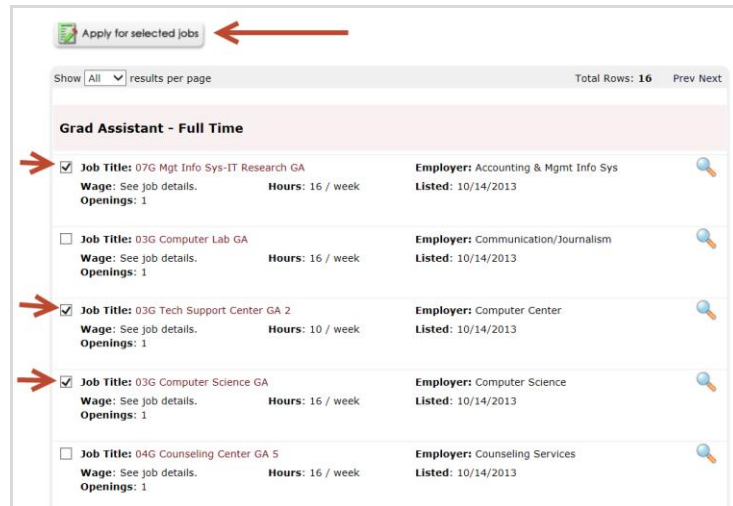 Apply for selected jobs
Show All results per page Total Rows: 16 Prev Next
Grad Assistant - Full Time
Job Title: 07G Mgt Info Sys-IT Research GA Employer: Accounting & Mgmt Info Sys
Wage: See job details. Hours: 16 / week Listed: 10/14/2013
Openings: 1
Job Title: 03G Computer Lab GA Employer: Communication/Journalism
Wage: See job details. Hours: 16 / week Listed: 10/14/2013
Openings: 1
Job Title: 03G Tech Support Center GA 2 Employer: Computer Center
Wage: See job details. Hours: 10 / week Listed: 10/14/2013
Openings: 1
Job Title: 03G Computer Science GA Employer: Computer Science
Wage: See job details. Hours: 16 / week Listed: 10/14/2013
Openings: 1
Job Title: 04G Counseling Center GA 5 Employer: Counseling Services
Wage: See job details. Hours: 16 / week Listed: 10/14/2013
Openings: 1